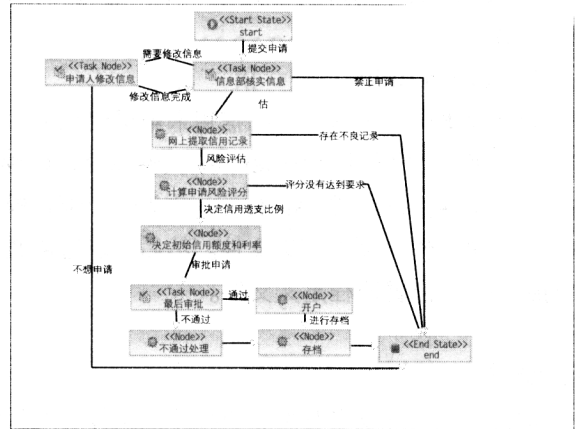 <<Start State>>
start
提交申请
需要修改信息
<<Task Node>>
申请人修改信息
<<Task Node>>
信息部核实信息
禁止申请
修改信息完成
估
<<Node>>
网上提取信用记录
存在不良记录
风险评估
<<Node>>
计算申请风险评分
评分没有达到要求
决定信用透支比例
<<Node>>
决定初始信用额度和利率
审批申请
不想申请
<<Task Node>>
最后审批
通过
<<Node>>
开户
不通过
进行存档
<<Node>>
不通过处理
<<Node>>
存档
<<End State>>
end